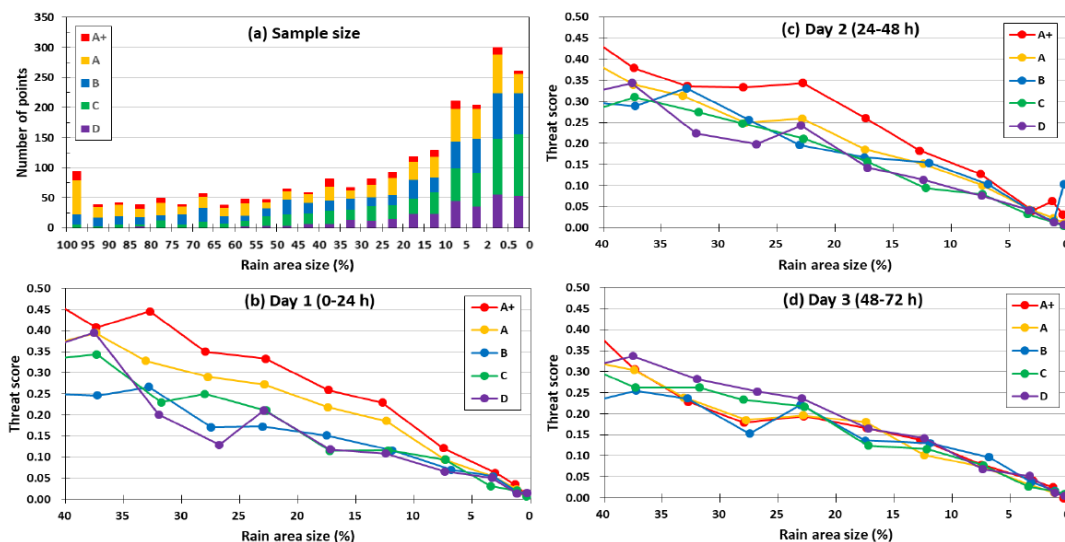 (a) Sample size
A+
A
B
C
D
Number of points
350
300
250
200
150
100
50
0
100 95 90 85 80 75 70 65 60 55 50 45 40 35 30 25 20 15 10 5 2 0.5 0
Rain area size (%)
(c) Day 2 (24-48 h)
A+
A
B
C
D
Threat score
0.50
0.45
0.40
0.35
0.30
0.25
0.20
0.15
0.10
0.05
0.00
40 35 30 25 20 15 10 5 0
Rain area size (%)
(b) Day 1 (0-24 h)
A+
A
B
C
D
Threat score
0.50
0.45
0.40
0.35
0.30
0.25
0.20
0.15
0.10
0.05
0.00
40 35 30 25 20 15 10 5 0
Rain area size (%)
(d) Day 3 (48-72 h)
A+
A
B
C
D
Threat score
0.50
0.45
0.40
0.35
0.30
0.25
0.20
0.15
0.10
0.05
0.00
40 35 30 25 20 15 10 5 0
Rain area size (%)